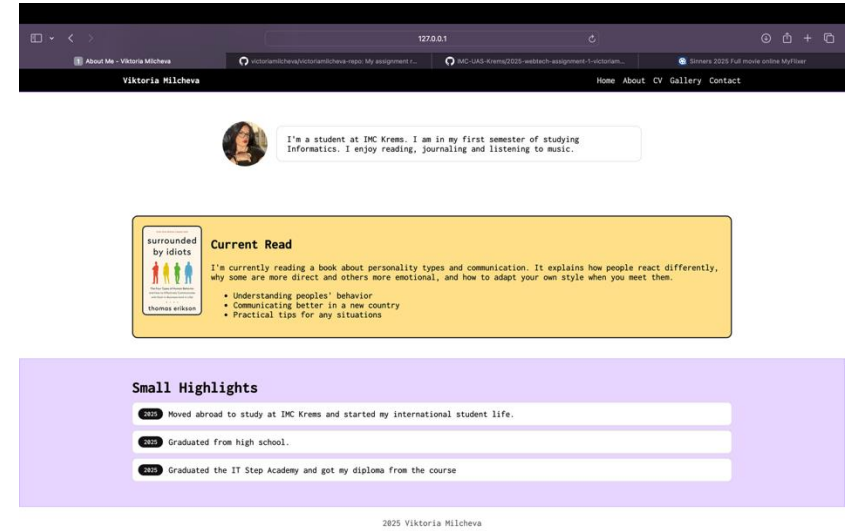 127.0.0.1
About Me – Viktoria Milcheva
victoriamilcheva/victoriamilcheva-repo: My assignment r...
IMC-UAS-Krems/2025-webtech-assignment-1-victoriam...
Sinners 2025 Full movie online MyFlixer
Viktoria Milcheva
Home About CV Gallery Contact
I'm a student at IMC Krems. I am in my first semester of studying
Informatics. I enjoy reading, journaling and listening to music.
surrounded
by idiots
thomas erikson
Current Read
I'm currently reading a book about personality types and communication. It explains how people react differently,
why some are more direct and others more emotional, and how to adapt your own style when you meet them.
• Understanding peoples' behavior
• Communicating better in a new country
• Practical tips for any situations
Small Highlights
2025 Moved abroad to study at IMC Krems and started my international student life.
2025 Graduated from high school.
2025 Graduated the IT Step Academy and got my diploma from the course
2025 Viktoria Milcheva